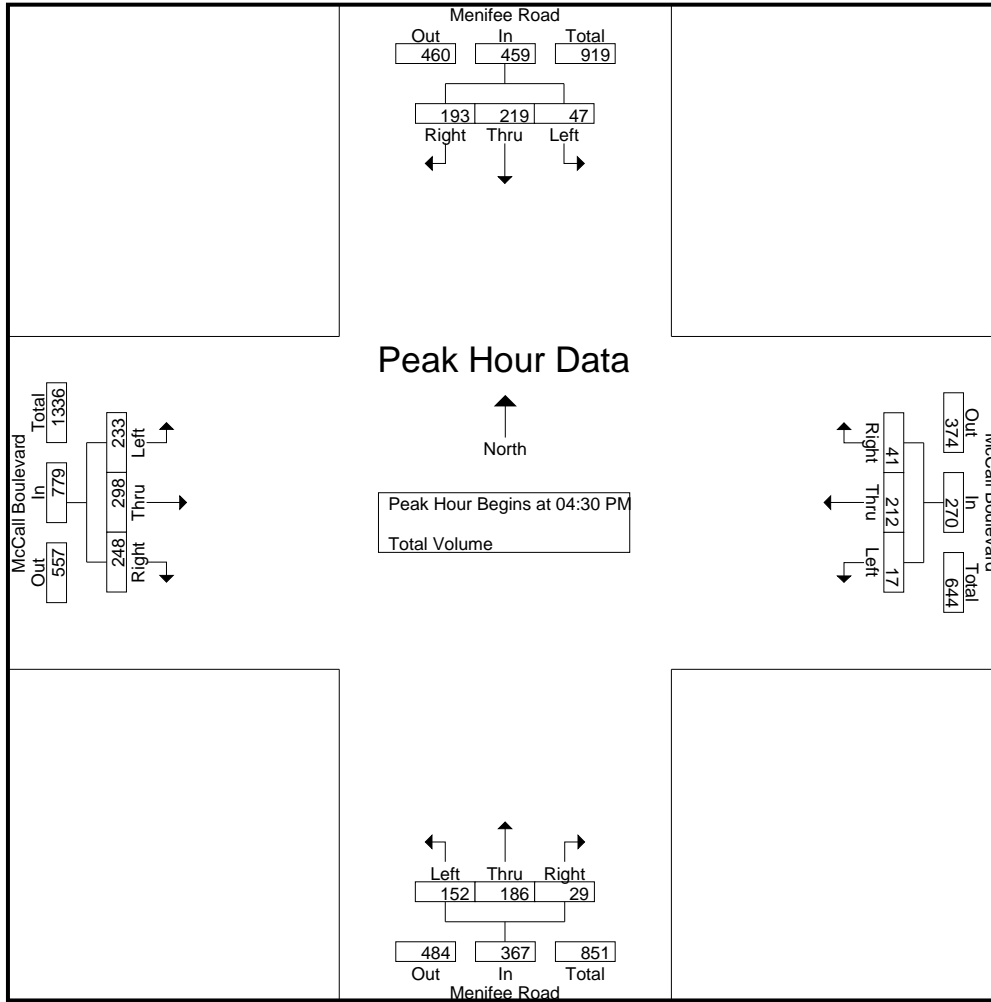 Menifee Road
Out In Total
460 459 919
193 219 47
Right Thru Left
Peak Hour Data
North
Peak Hour Begins at 04:30 PM
Total Volume
McCall Boulevard
Out In Total
557 779 1336
Left Thru Right
233 298 248
McCall Boulevard
Out In Total
374 270 644
Right Thru Left
41 212 17
Left Thru Right
152 186 29
484 367 851
Out In Total
Menifee Road